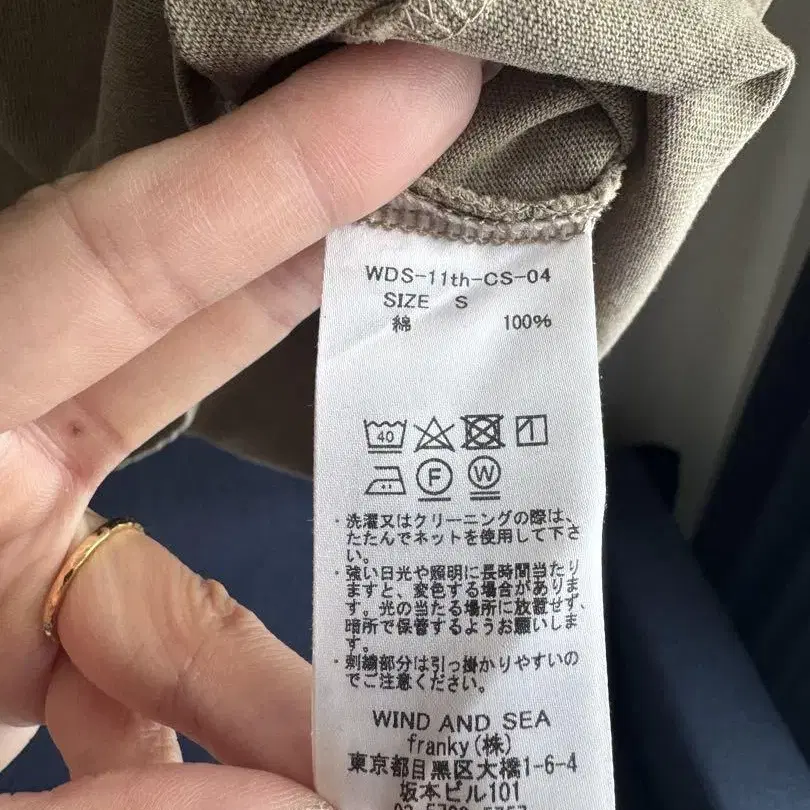 WDS-11th-CS-04
SIZE S
綿 100%
40
F W
・洗濯又はクリーニングの際は、
たたんでネットを使用して下さ
い。
・強い日光や照明に長時間当たり
ますと、変色する場合がありま
す。光の当たる場所に放置せず、
暗所で保管するようお願いしま
す。
・刺繍部分は引っ掛かりやすいの
でご注意ください。
WIND AND SEA
franky(株)
東京都目黒区大橋1-6-4
坂本ビル101